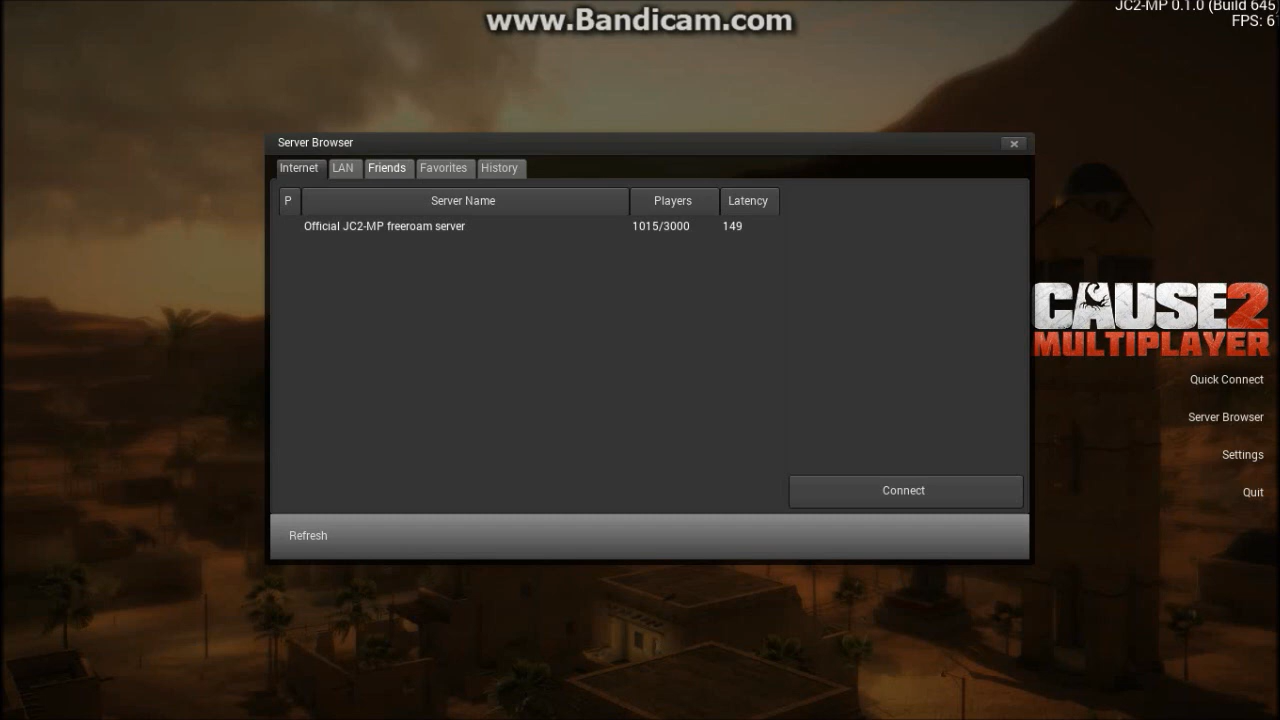 www.Bandicam.com
JC2-MP 0.1.0 (Build 645
FPS: 6
Server Browser
Internet LAN Friends Favorites History
P Server Name Players Latency
Official JC2-MP freeroam server 1015/3000 149
CAUSE 2
MULTIPLAYER
Quick Connect
Server Browser
Settings
Quit
Connect
Refresh